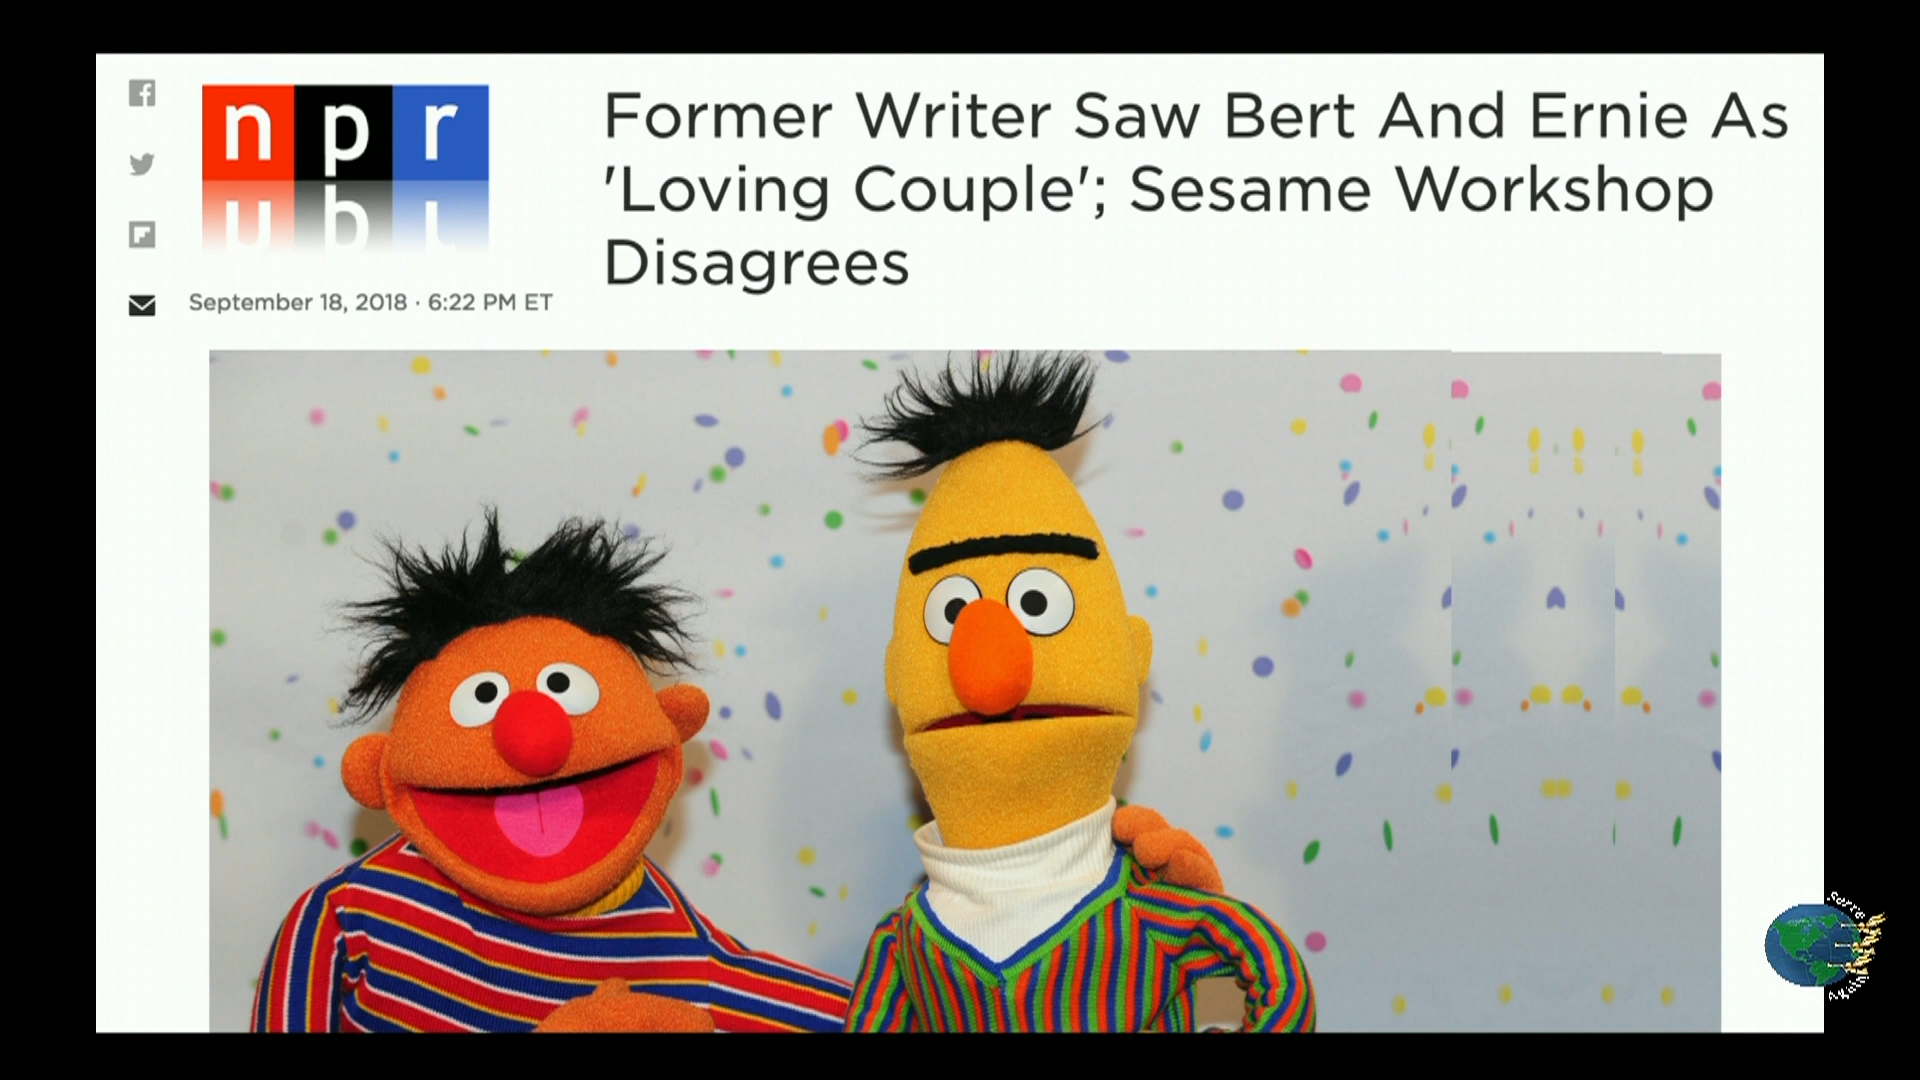 npr
Former Writer Saw Bert And Ernie As
'Loving Couple'; Sesame Workshop
Disagrees
September 18, 2018 · 6:22 PM ET